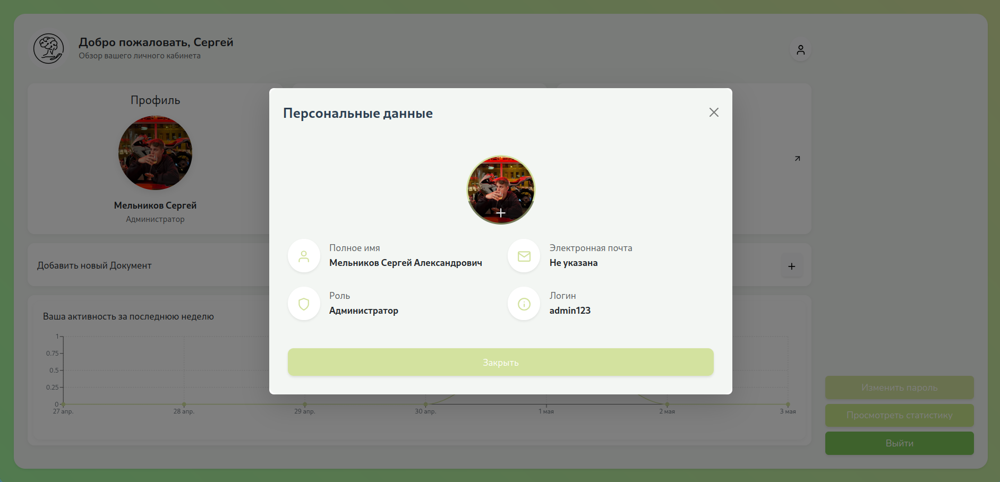 Добро пожаловать, Сергей
Обзор вашего личного кабинета
Профиль
Мельников Сергей
Администратор
Персональные данные
Полное имя
Мельников Сергей Александрович
Электронная почта
Не указана
Роль
Администратор
Логин
admin123
Закрыть
Добавить новый Документ
Ваша активность за последнюю неделю
1
0.75
0.5
0.25
0
27 апр. 28 апр. 29 апр. 30 апр. 1 мая 2 мая 3 мая
Изменить пароль
Просмотреть статистику
Выйти